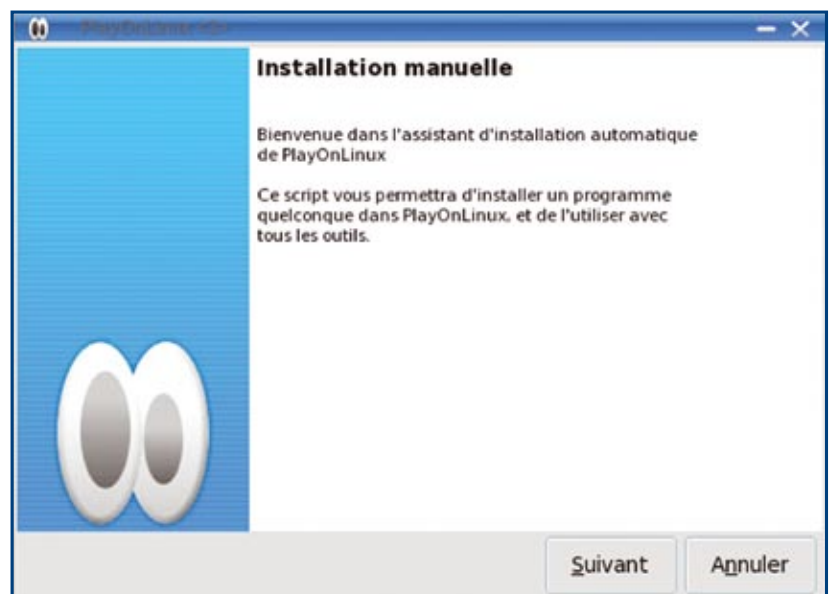 PlayOnLinux <@>
Installation manuelle
Bienvenue dans l'assistant d'installation automatique
de PlayOnLinux
Ce script vous permettra d'installer un programme
quelconque dans PlayOnLinux, et de l'utiliser avec
tous les outils.
Suivant
Annuler